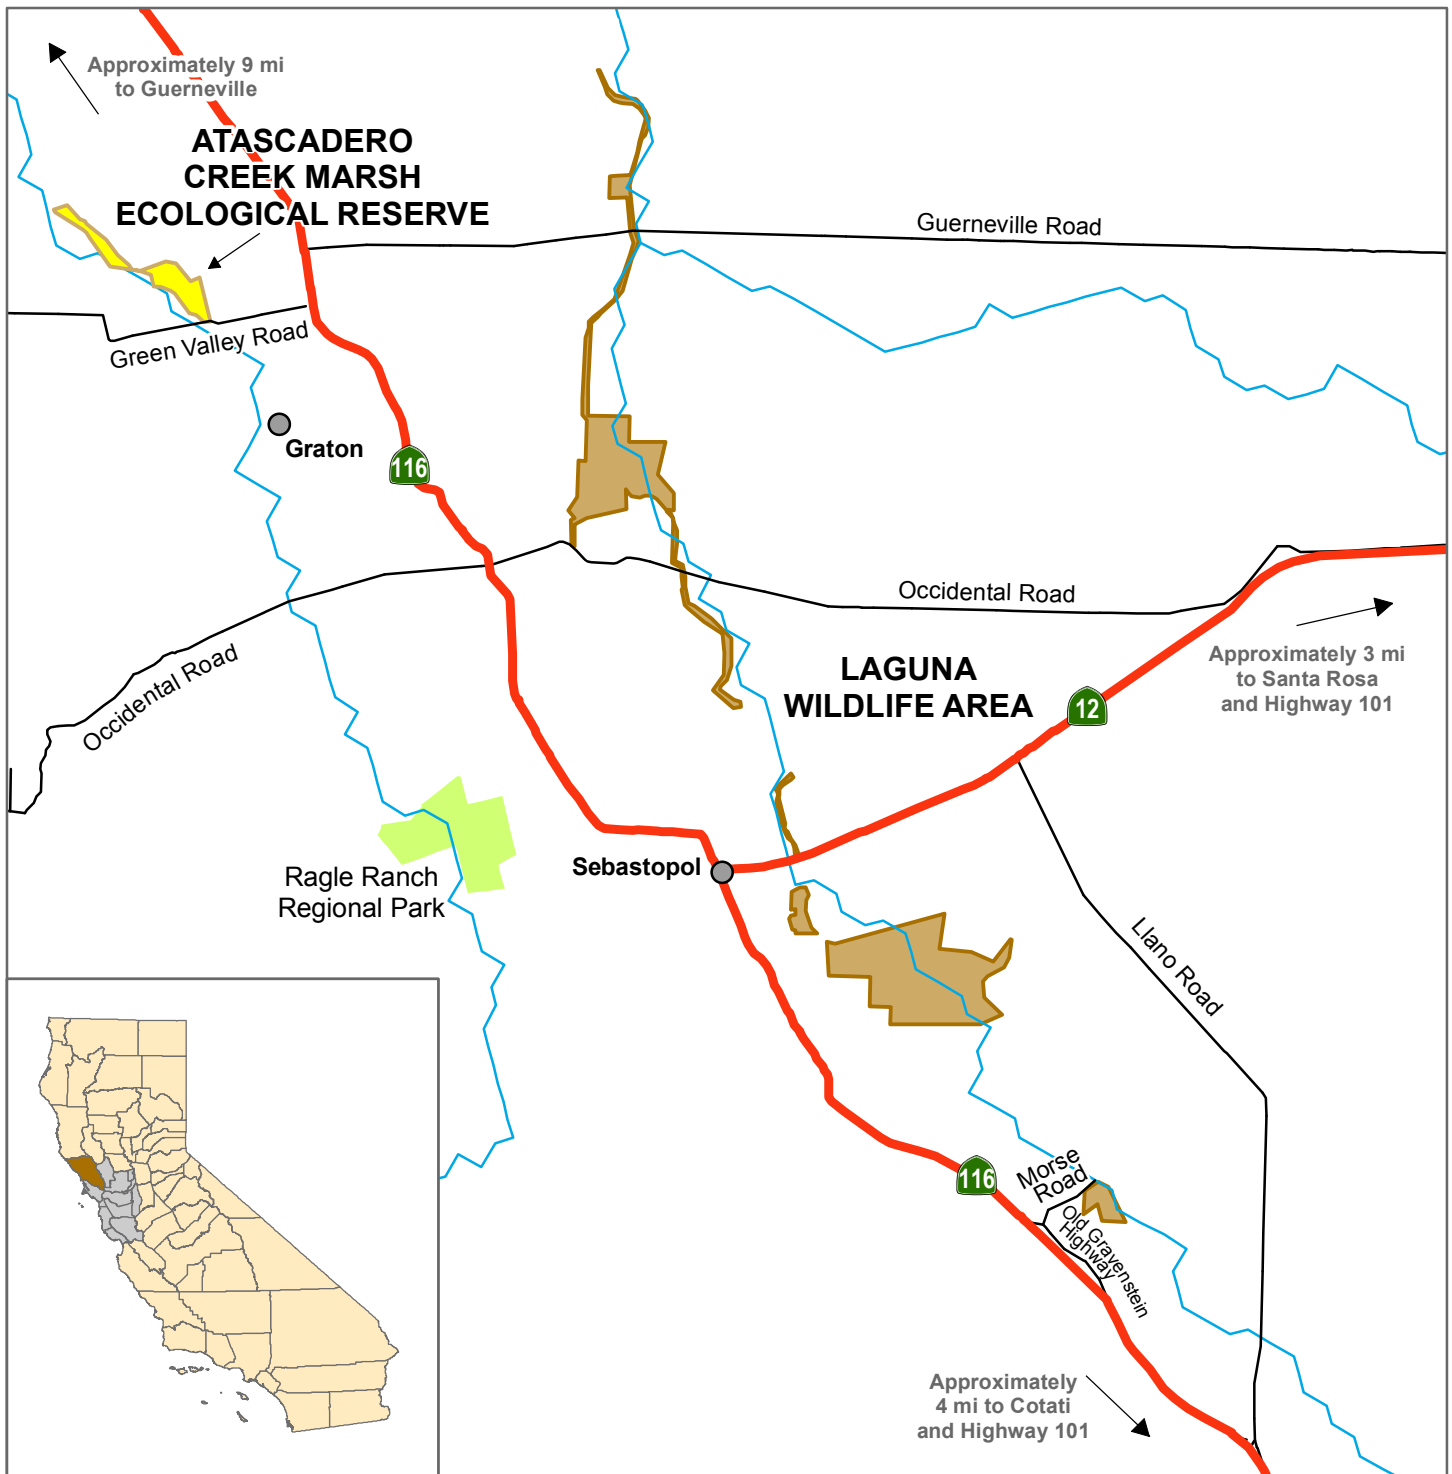 Approximately 9 mi
to Guerneville
ATASCADERO
CREEK MARSH
ECOLOGICAL RESERVE
Guerneville Road
Green Valley Road
Graton
116
Occidental Road
Occidental Road
LAGUNA
WILDLIFE AREA
12
Approximately 3 mi
to Santa Rosa
and Highway 101
Sebastopol
Ragle Ranch
Regional Park
Llano Road
116
Morse
Road
Old Gravenstein
Highway
Approximately
4 mi to Cotati
and Highway 101